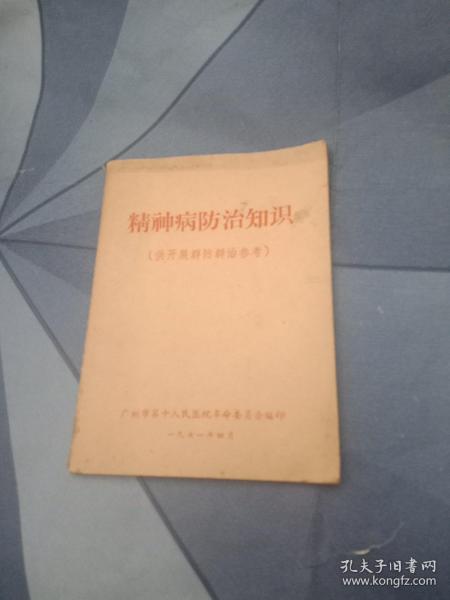 精神病防治知识
（供开展群防群治参考）
广州市第十人民医院革命委员会编印
一九七一年四月
孔夫子旧书网
www.kongfz.com